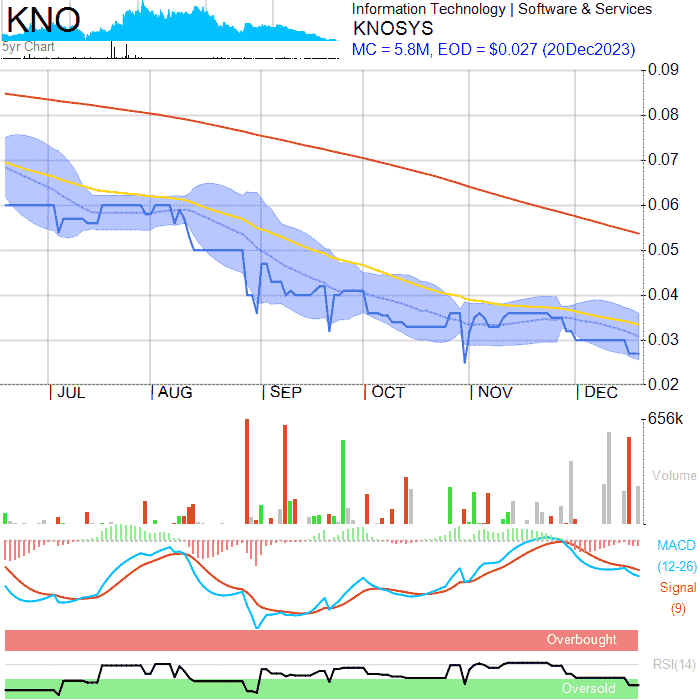 KNO
5yr Chart
Information Technology | Software & Services
KNOSYS
MC = 5.8M, EOD = $0.027 (20Dec2023)
0.09
0.08
0.07
0.06
0.05
0.04
0.03
0.02
JUL AUG SEP OCT NOV DEC
656k
Volume
MACD
(12-26)
Signal
(9)
Overbought
RSI(14)
Oversold